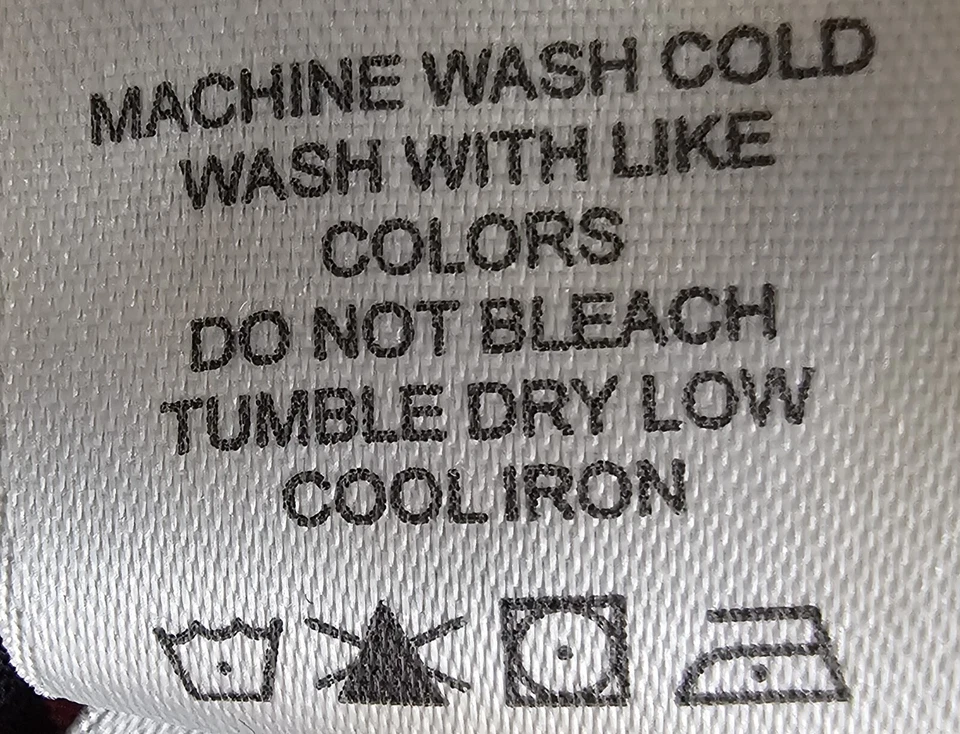 MACHINE WASH COLD
WASH WITH LIKE
COLORS
DO NOT BLEACH
TUMBLE DRY LOW
COOL IRON